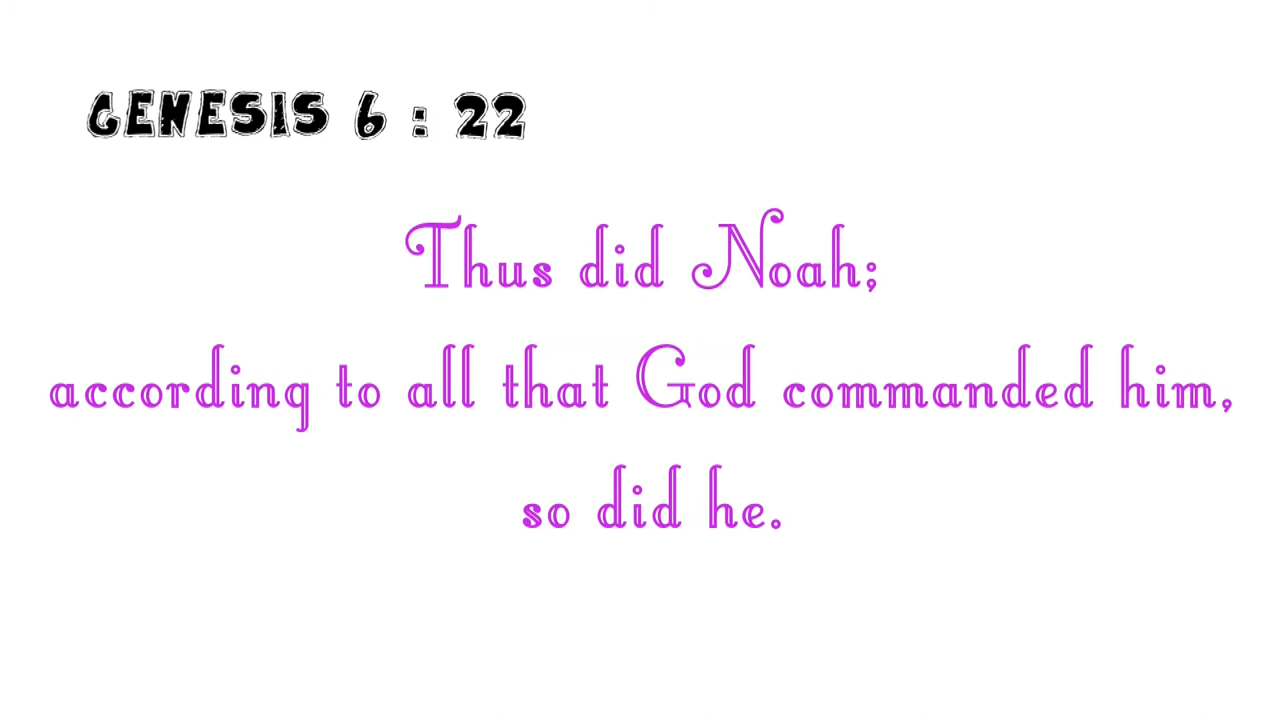 GENESIS 6 : 22
Thus did Noah;
according to all that God commanded him,
so did he.